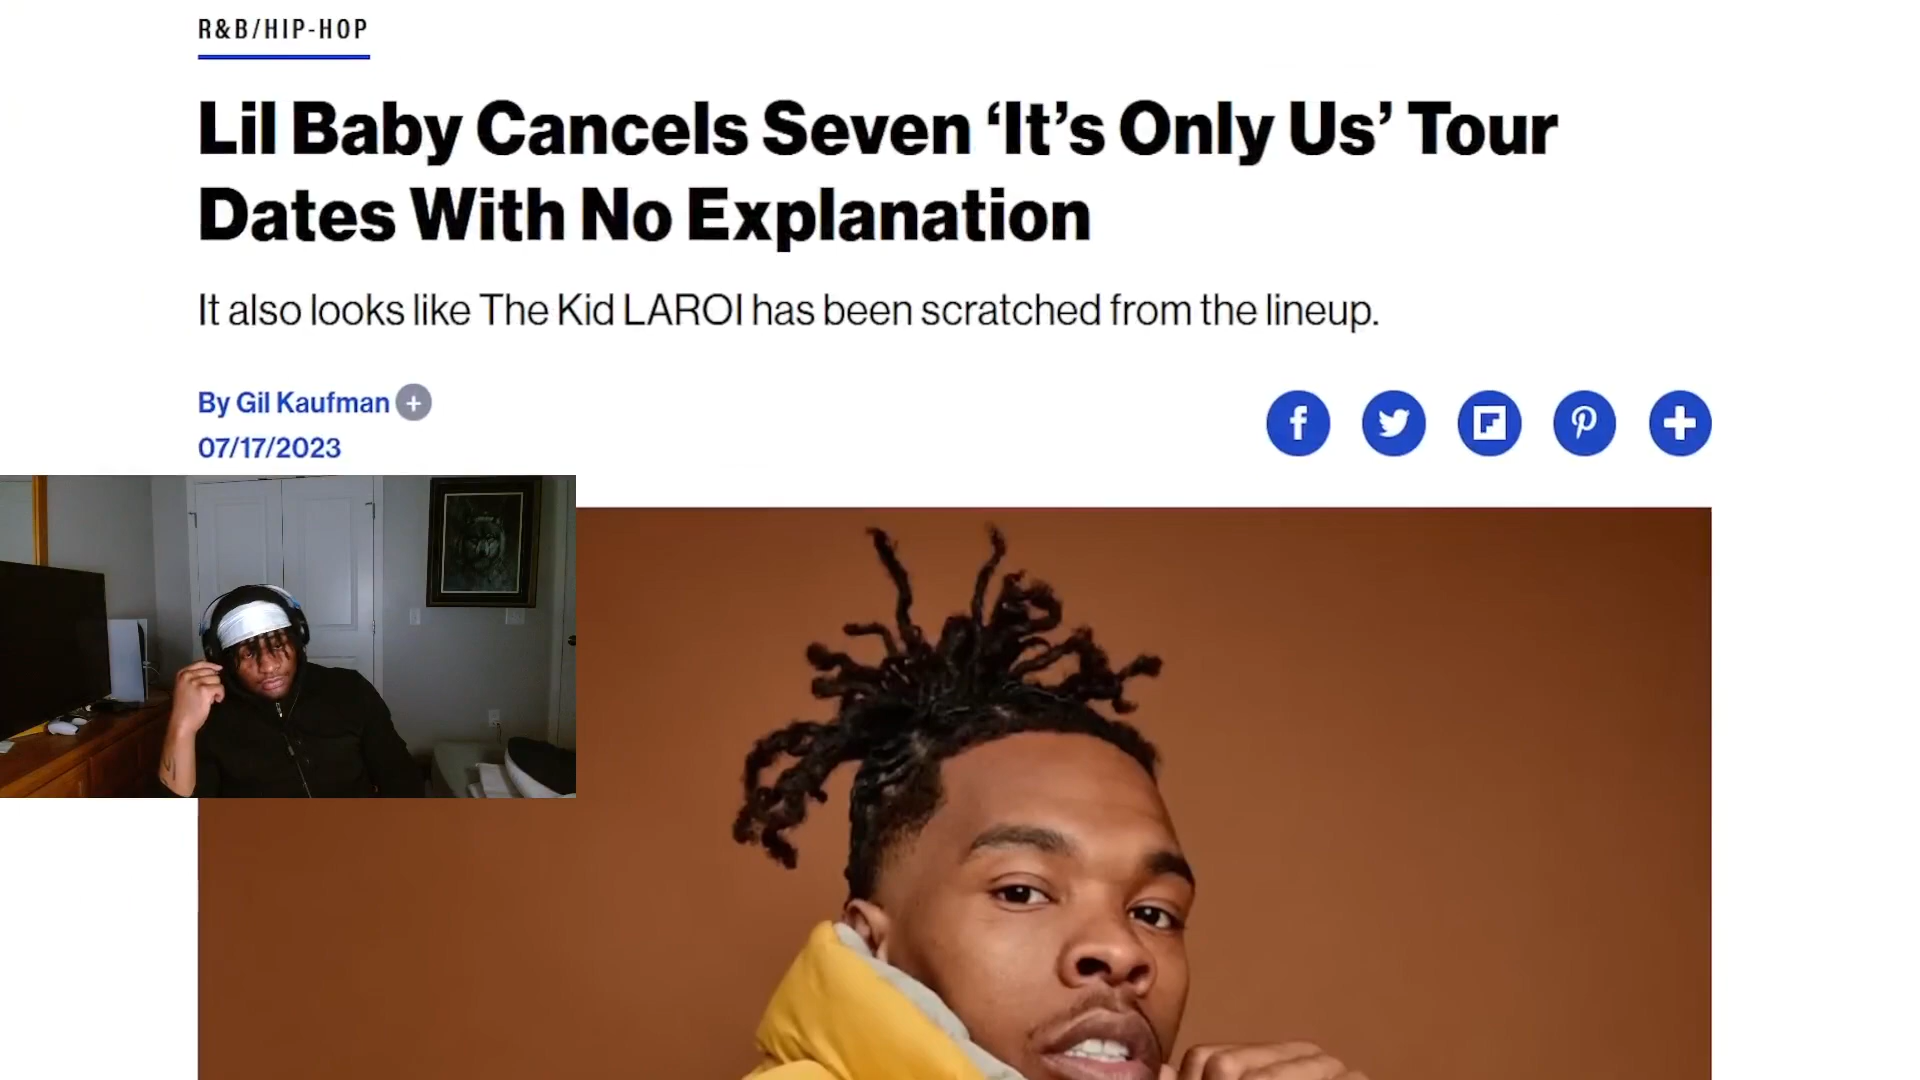 R&B/HIP-HOP
Lil Baby Cancels Seven ‘It’s Only Us’ Tour
Dates With No Explanation
It also looks like The Kid LAROI has been scratched from the lineup.
By Gil Kaufman +
07/17/2023